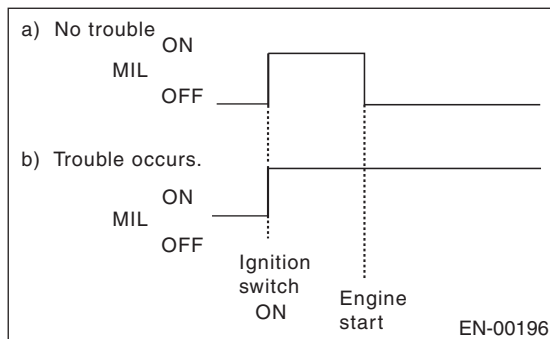 a) No trouble
ON
MIL
OFF
b) Trouble occurs.
ON
MIL
OFF
Ignition
switch
ON
Engine
start
EN-00196